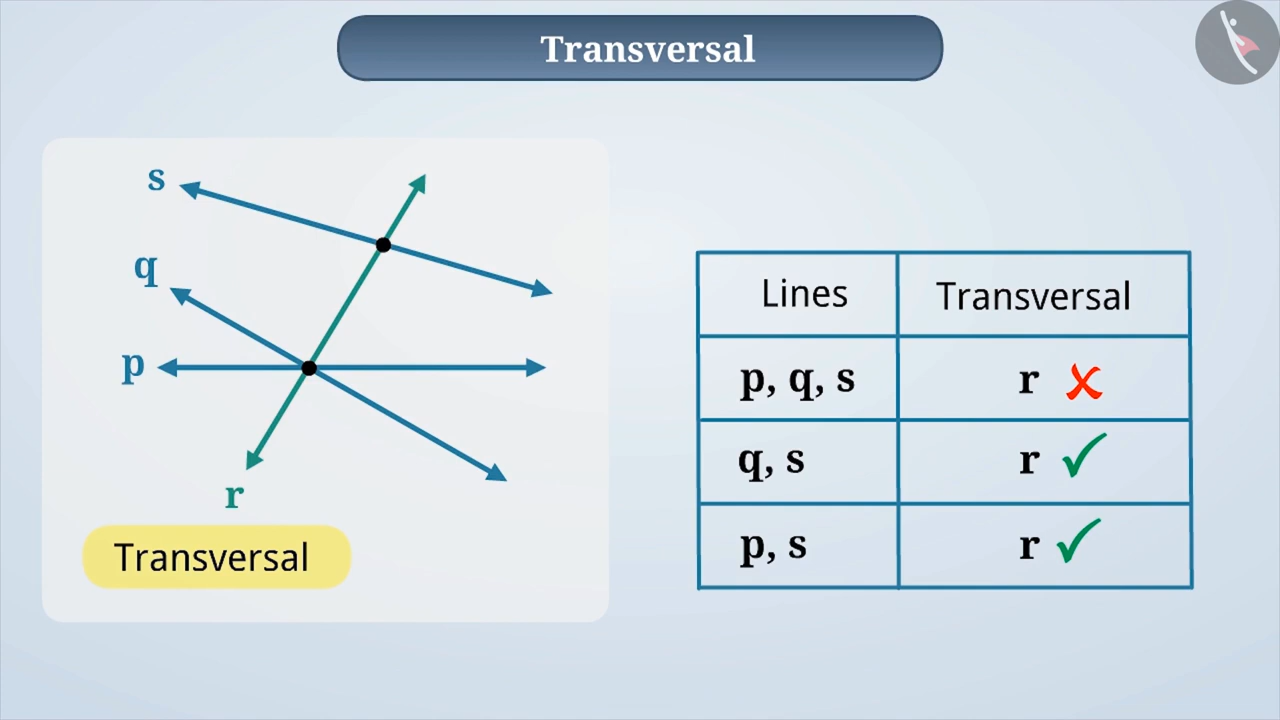 Transversal
s
q
p
r
Transversal
Lines Transversal
p, q, s r ✗
q, s r ✓
p, s r ✓